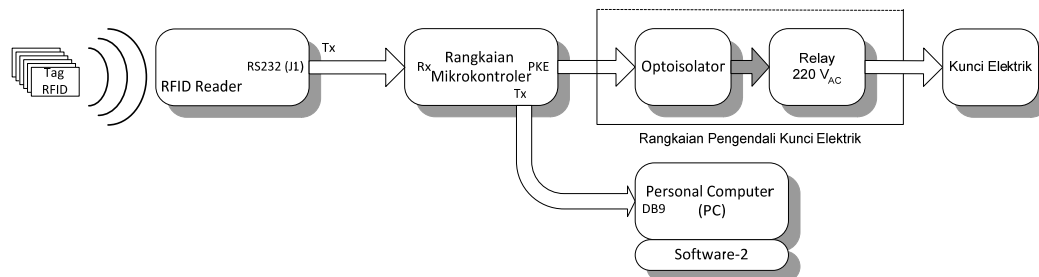 Tag
RFID
RS232 (J1)
RFID Reader
Tx
Rx
Rangkaian
Mikrokontroler
PKE
Tx
Optoisolator
Relay
220 VAC
Rangkaian Pengendali Kunci Elektrik
Kunci Elektrik
Personal Computer
DB9
(PC)
Software-2